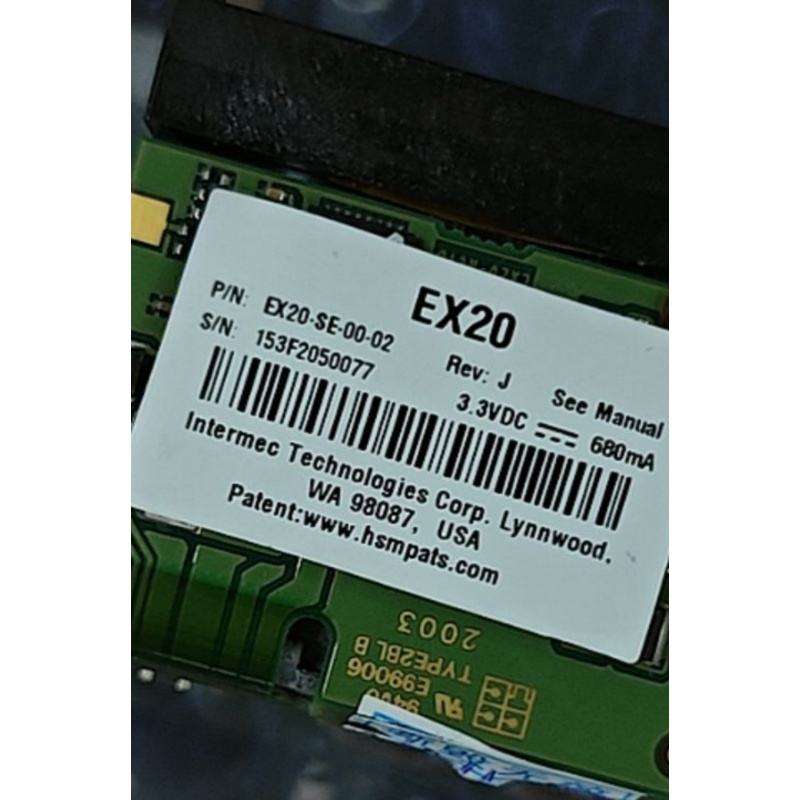 EX20
P/N: EX20-SE-00-02 Rev: J See Manual
S/N: 153F2050077 3.3VDC 680mA
Intermec Technologies Corp. Lynnwood,
WA 98087, USA
Patent:www.hsmpats.com
2003
TYPE2BL B
E99006
94V0